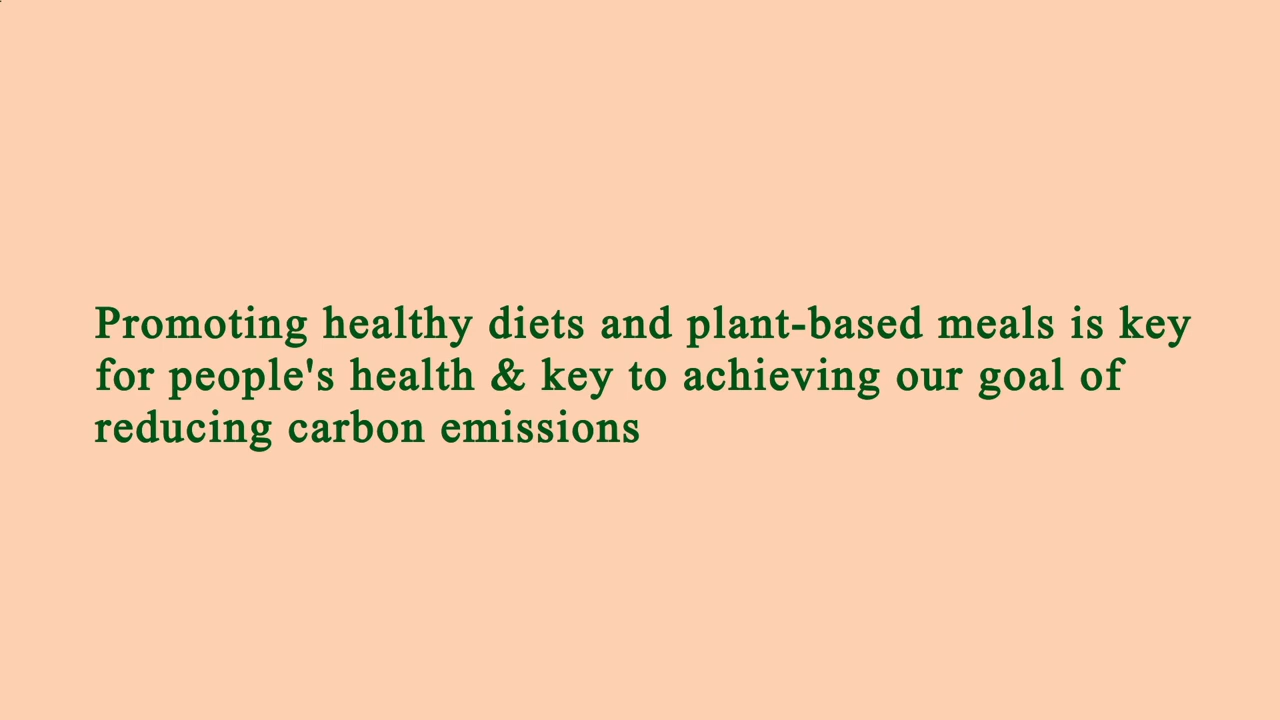 Promoting healthy diets and plant-based meals is key
for people's health & key to achieving our goal of
reducing carbon emissions